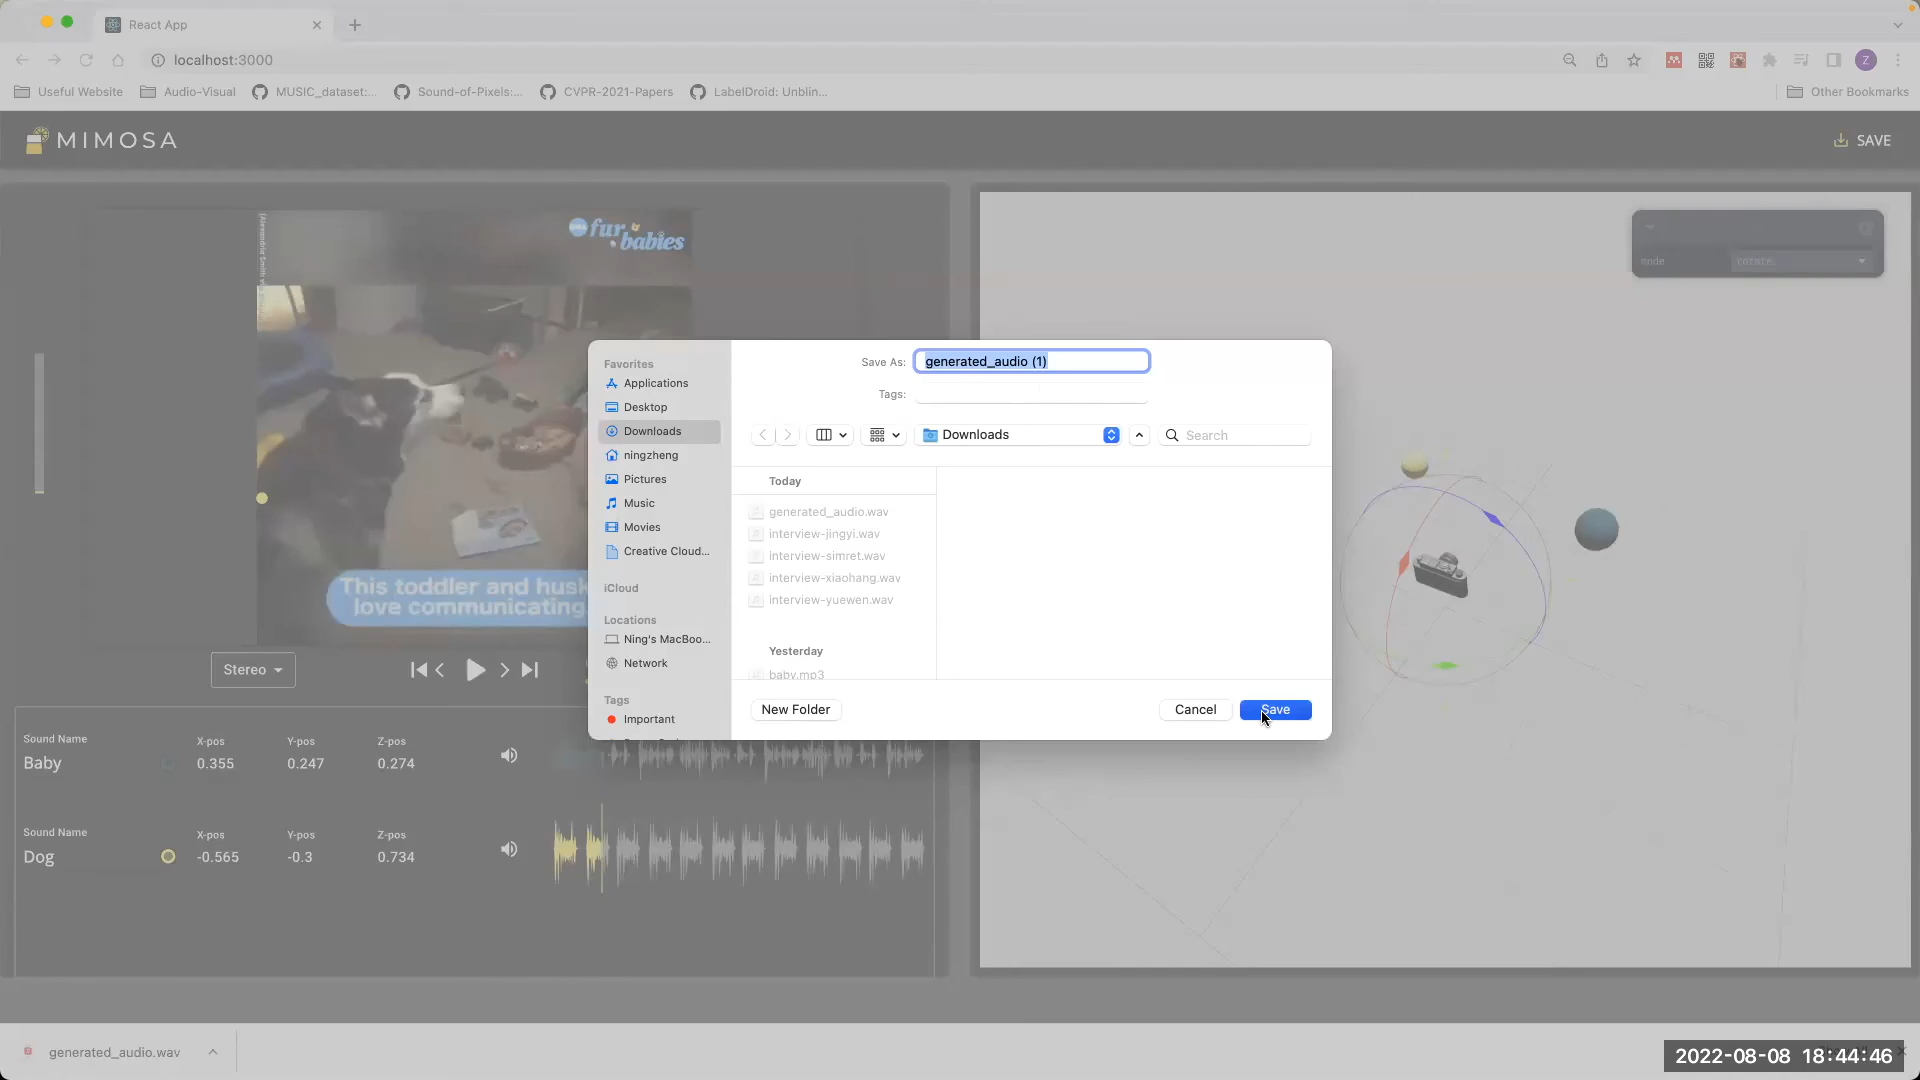 React App
localhost:3000
Z
Useful Website
Audio-Visual
MUSIC_dataset:...
Sound-of-Pixels:...
CVPR-2021-Papers
LabelDroid: Unblin...
Other Bookmarks
MIMOSA
SAVE
fur
babies
This toddler and husk
love communicating
mode
rotate
Stereo
Favorites
Applications
Desktop
Downloads
ningzheng
Pictures
Music
Movies
Creative Cloud...
iCloud
Locations
Ning's MacBoo...
Network
Tags
Important
Save As:
generated_audio (1)
Tags:
Downloads
Search
Today
generated_audio.wav
interview-jingyi.wav
interview-simret.wav
interview-xiaohang.wav
interview-yuewen.wav
Yesterday
baby.mp3
New Folder
Cancel
Save
Sound Name
Baby
X-pos
0.355
Y-pos
0.247
Z-pos
0.274
Sound Name
Dog
X-pos
-0.565
Y-pos
-0.3
Z-pos
0.734
generated_audio.wav
2022-08-08 18:44:46